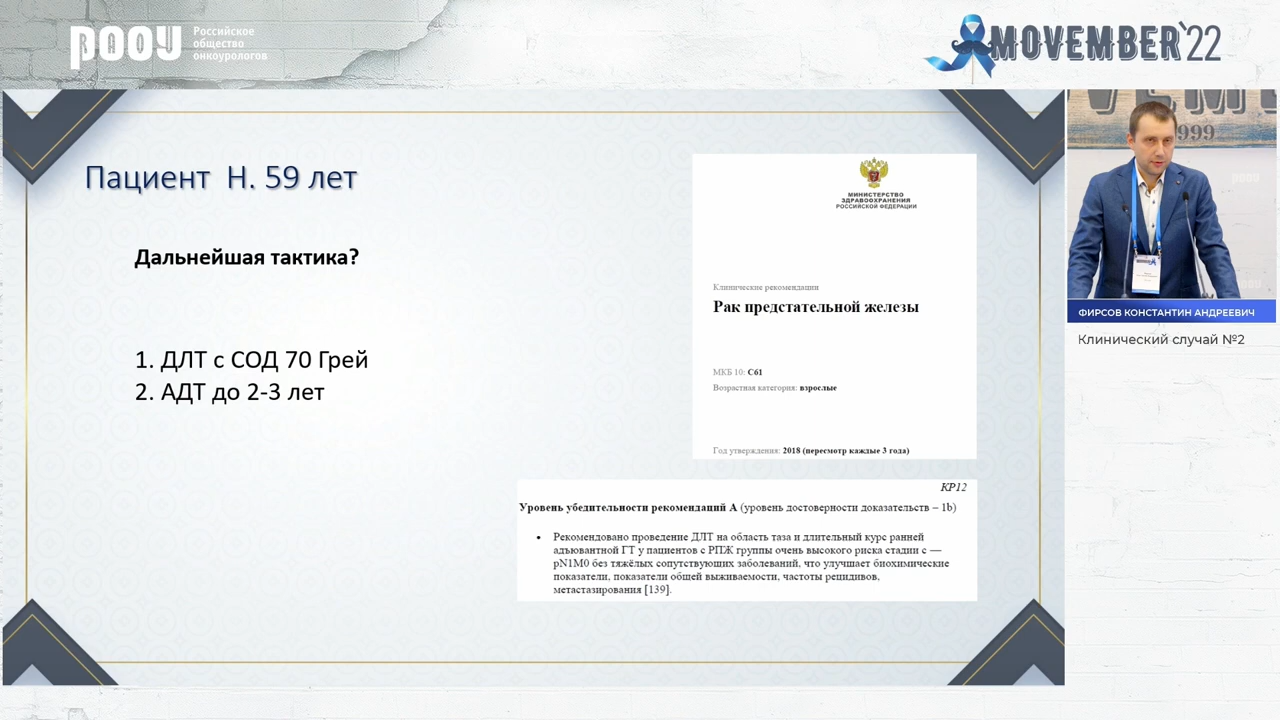 РООУ
Российское
общество
онкоурологов
MOVEMBER'22
Пациент Н. 59 лет
Дальнейшая тактика?
1. ДЛТ с СОД 70 Грей
2. АДТ до 2-3 лет
МИНИСТЕРСТВО
ЗДРАВООХРАНЕНИЯ
РОССИЙСКОЙ ФЕДЕРАЦИИ
Клинические рекомендации
Рак предстательной железы
МКБ 10: C61
Возрастная категория: взрослые
Год утверждения: 2018 (пересмотр каждые 3 года)
КР12
Уровень убедительности рекомендаций А (уровень достоверности доказательств – 1b)
• Рекомендовано проведение ДЛТ на область таза и длительный курс ранней
адъювантной ГТ у пациентов с РПЖ группы очень высокого риска стадии с —
pN1M0 без тяжёлых сопутствующих заболеваний, что улучшает биохимические
показатели, показатели общей выживаемости, частоты рецидивов,
метастазирования [139].
999
РООУ
ФИРСОВ КОНСТАНТИН АНДРЕЕВИЧ
Клинический случай №2